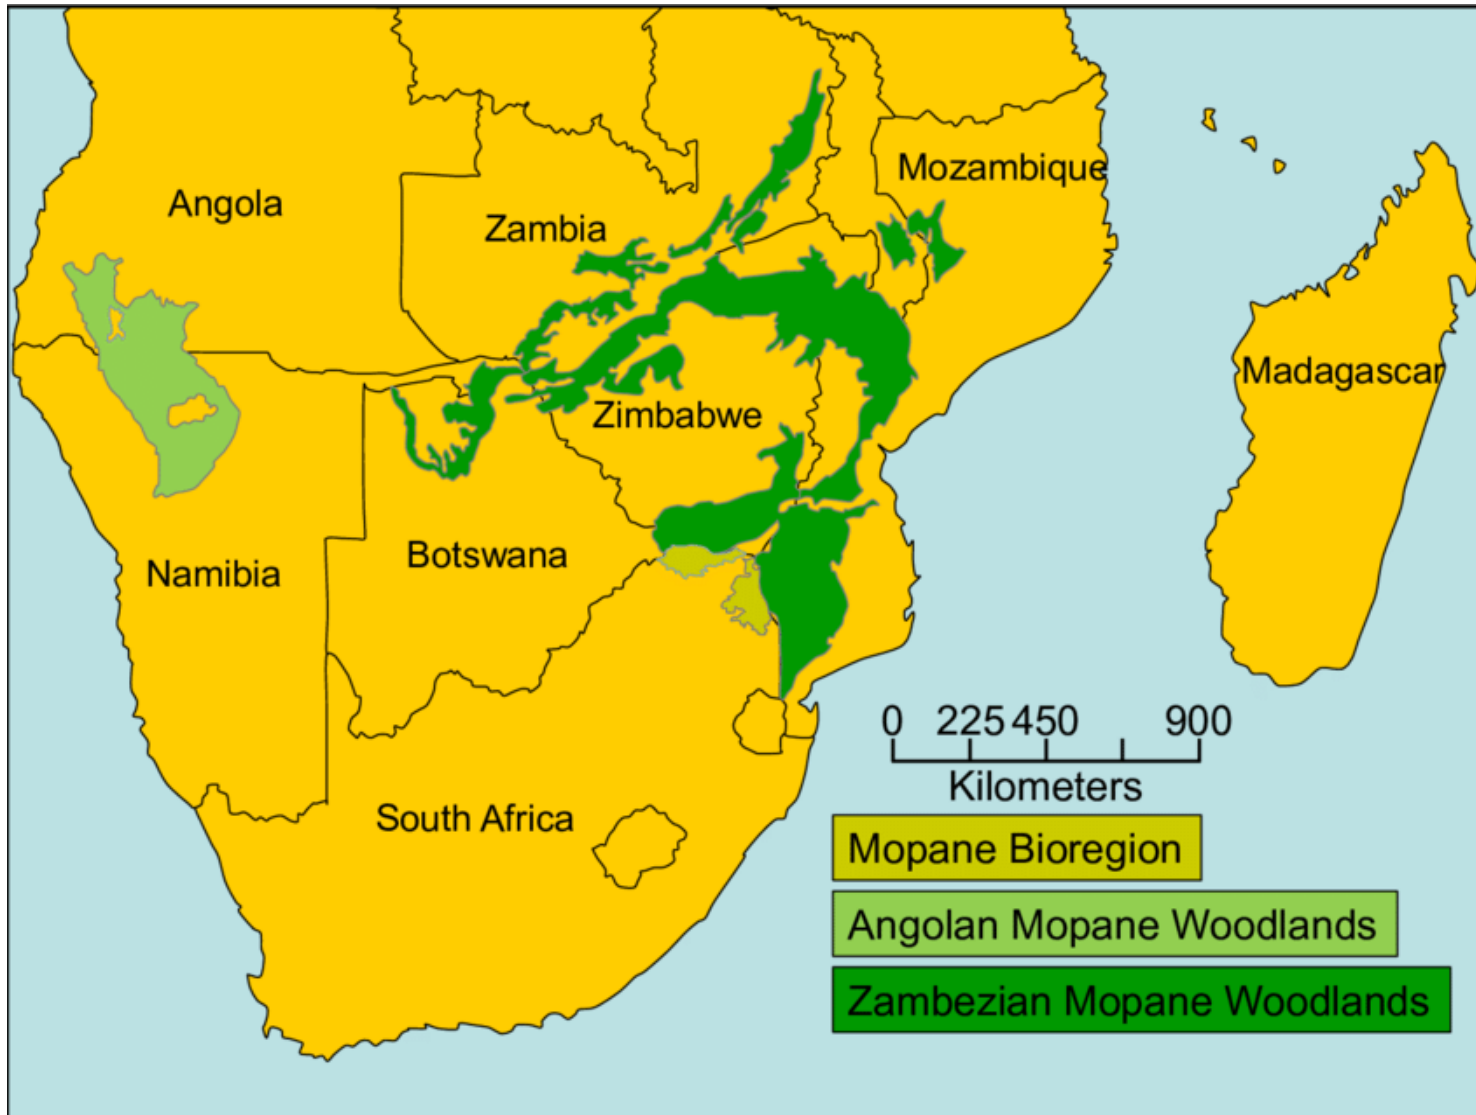 Mozambique
Angola
Zambia
Madagascar
Zimbabwe
Botswana
Namibia
0 225 450 900
Kilometers
South Africa
Mopane Bioregion
Angolan Mopane Woodlands
Zambezian Mopane Woodlands